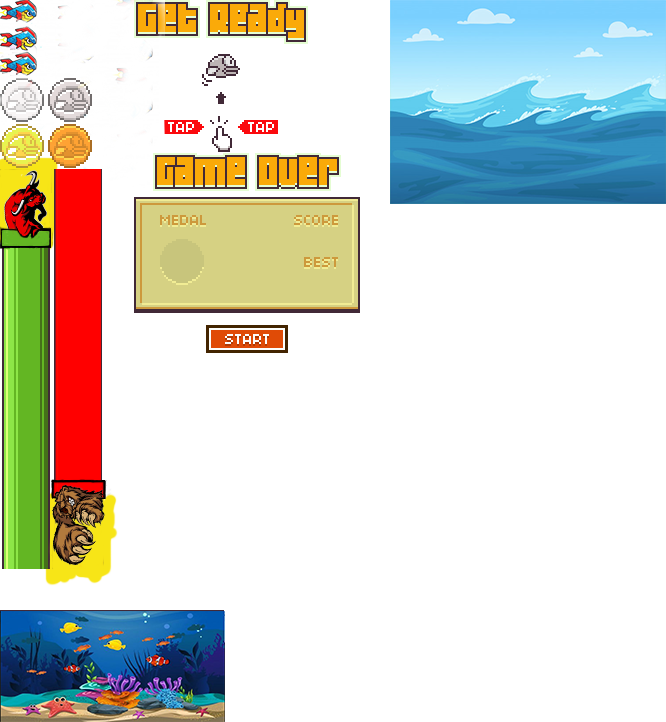 Get Ready
TAP TAP
Game Over
MEDAL SCORE
BEST
START